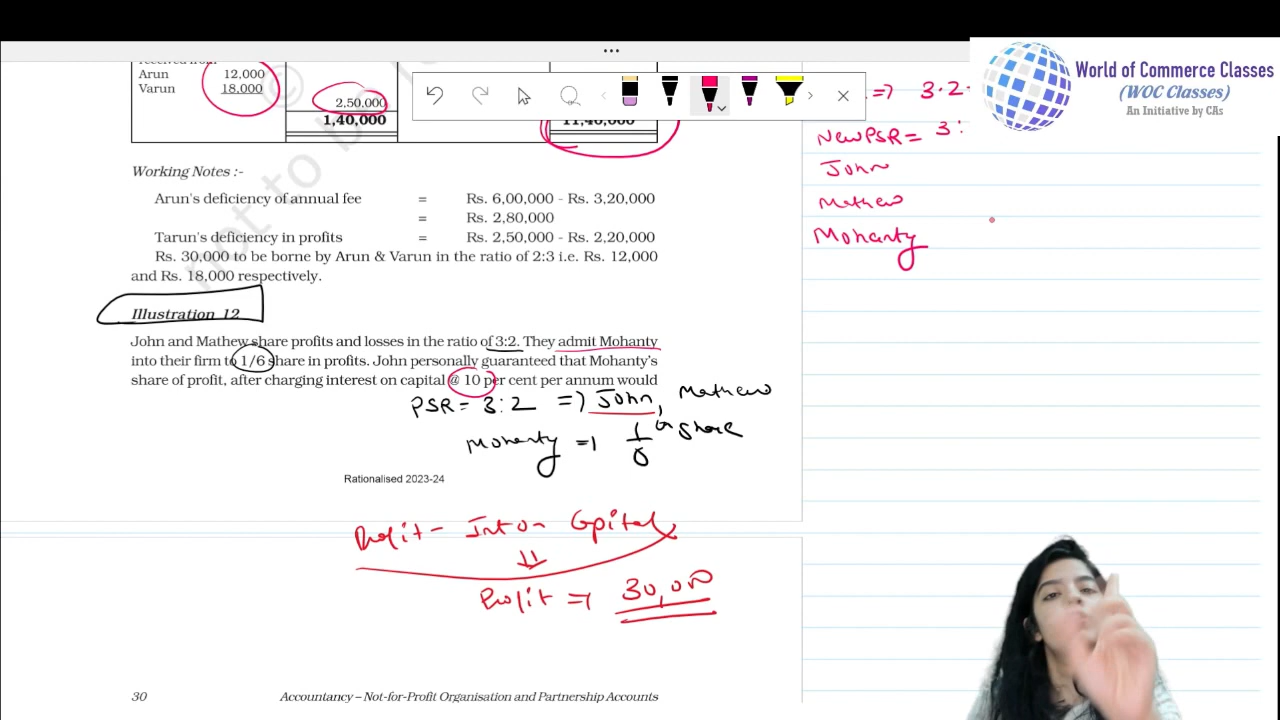 •••
received from
Arun 12,000
Varun 18.000
2,50,000
1,40,000
11,40,000
World of Commerce Classes
(WOC Classes)
An Initiative by CAs
=> 3:2
New PSR = 3:
John
Mathew
Mohanty
Working Notes :-
Arun's deficiency of annual fee = Rs. 6,00,000 - Rs. 3,20,000
= Rs. 2,80,000
Tarun's deficiency in profits = Rs. 2,50,000 - Rs. 2,20,000
Rs. 30,000 to be borne by Arun & Varun in the ratio of 2:3 i.e. Rs. 12,000
and Rs. 18,000 respectively.
Illustration 12
John and Mathew share profits and losses in the ratio of 3:2. They admit Mohanty
into their firm to 1/6 share in profits. John personally guaranteed that Mohanty's
share of profit, after charging interest on capital @ 10 per cent per annum would
PSR = 3:2 => John, Mathew
Mohanty => 1/6 share
Rationalised 2023-24
Profit - Int on Capital
Profit => 30,000
30 Accountancy – Not-for-Profit Organisation and Partnership Accounts
not to b
©